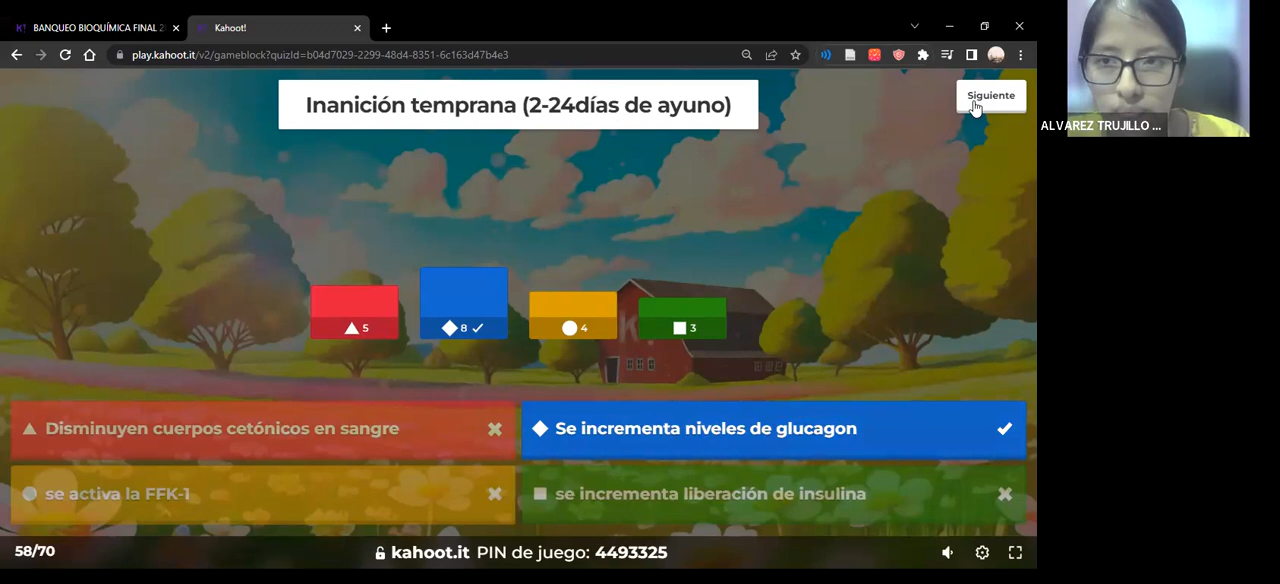 BANQUEO BIOQUÍMICA FINAL 2
Kahoot!
play.kahoot.it/v2/gameblock?quizId=b04d7029-2299-48d4-8351-6c163d47b4e3
Inanición temprana (2-24días de ayuno)
Siguiente
ALVAREZ TRUJILLO ...
5
8
4
3
Disminuyen cuerpos cetónicos en sangre
Se incrementa niveles de glucagon
se activa la FFK-1
se incrementa liberación de insulina
58/70
kahoot.it PIN de juego: 4493325